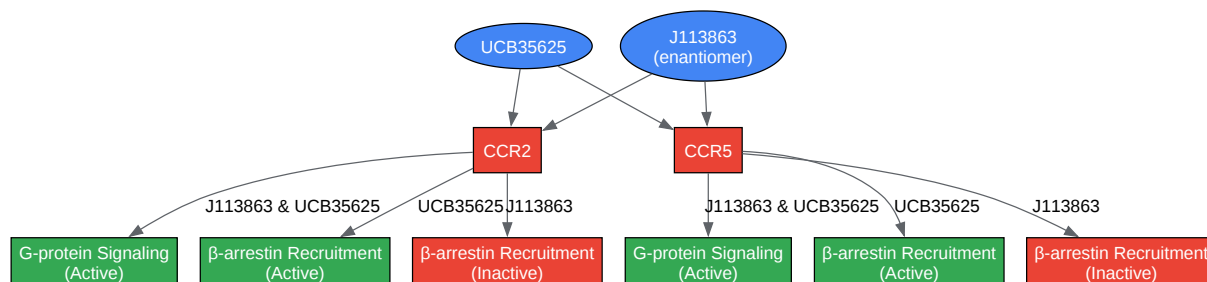 UCB35625
J113863
(enantiomer)
CCR2
CCR5
J113863 & UCB35625
UCB35625
J113863
J113863 & UCB35625
UCB35625
J113863
G-protein Signaling
(Active)
β-arrestin Recruitment
(Active)
β-arrestin Recruitment
(Inactive)
G-protein Signaling
(Active)
β-arrestin Recruitment
(Active)
β-arrestin Recruitment
(Inactive)